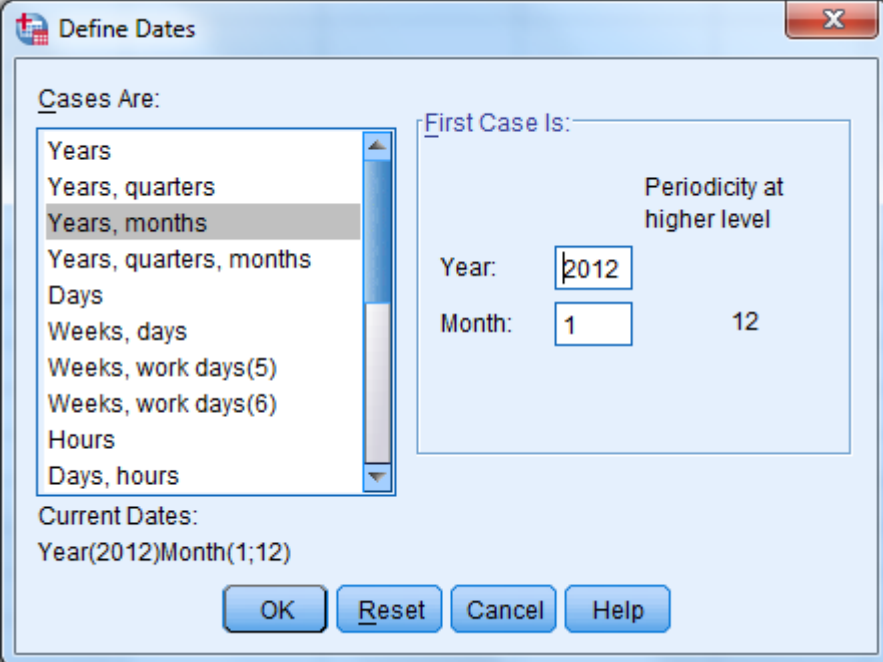 Define Dates
Cases Are:
Years
Years, quarters
Years, months
Years, quarters, months
Days
Weeks, days
Weeks, work days(5)
Weeks, work days(6)
Hours
Days, hours
First Case Is:
Periodicity at
higher level
Year: 2012
Month: 1 12
Current Dates:
Year(2012)Month(1;12)
OK Reset Cancel Help